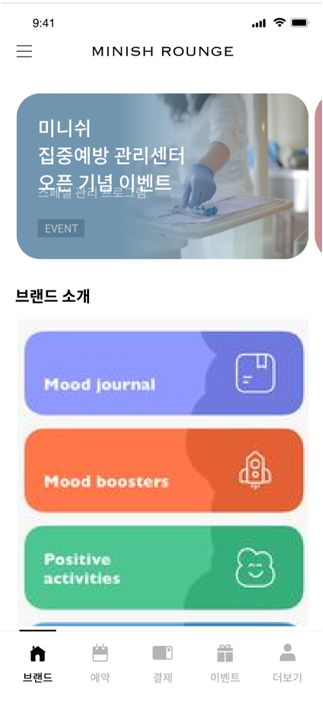 9:41
MINISH ROUNGE
미니쉬
집중예방 관리센터
오픈 기념 이벤트
스페셜 관리 프로그램
EVENT
브랜드 소개
Mood journal
Mood boosters
Positive
activities
브랜드
예약
결제
이벤트
더보기